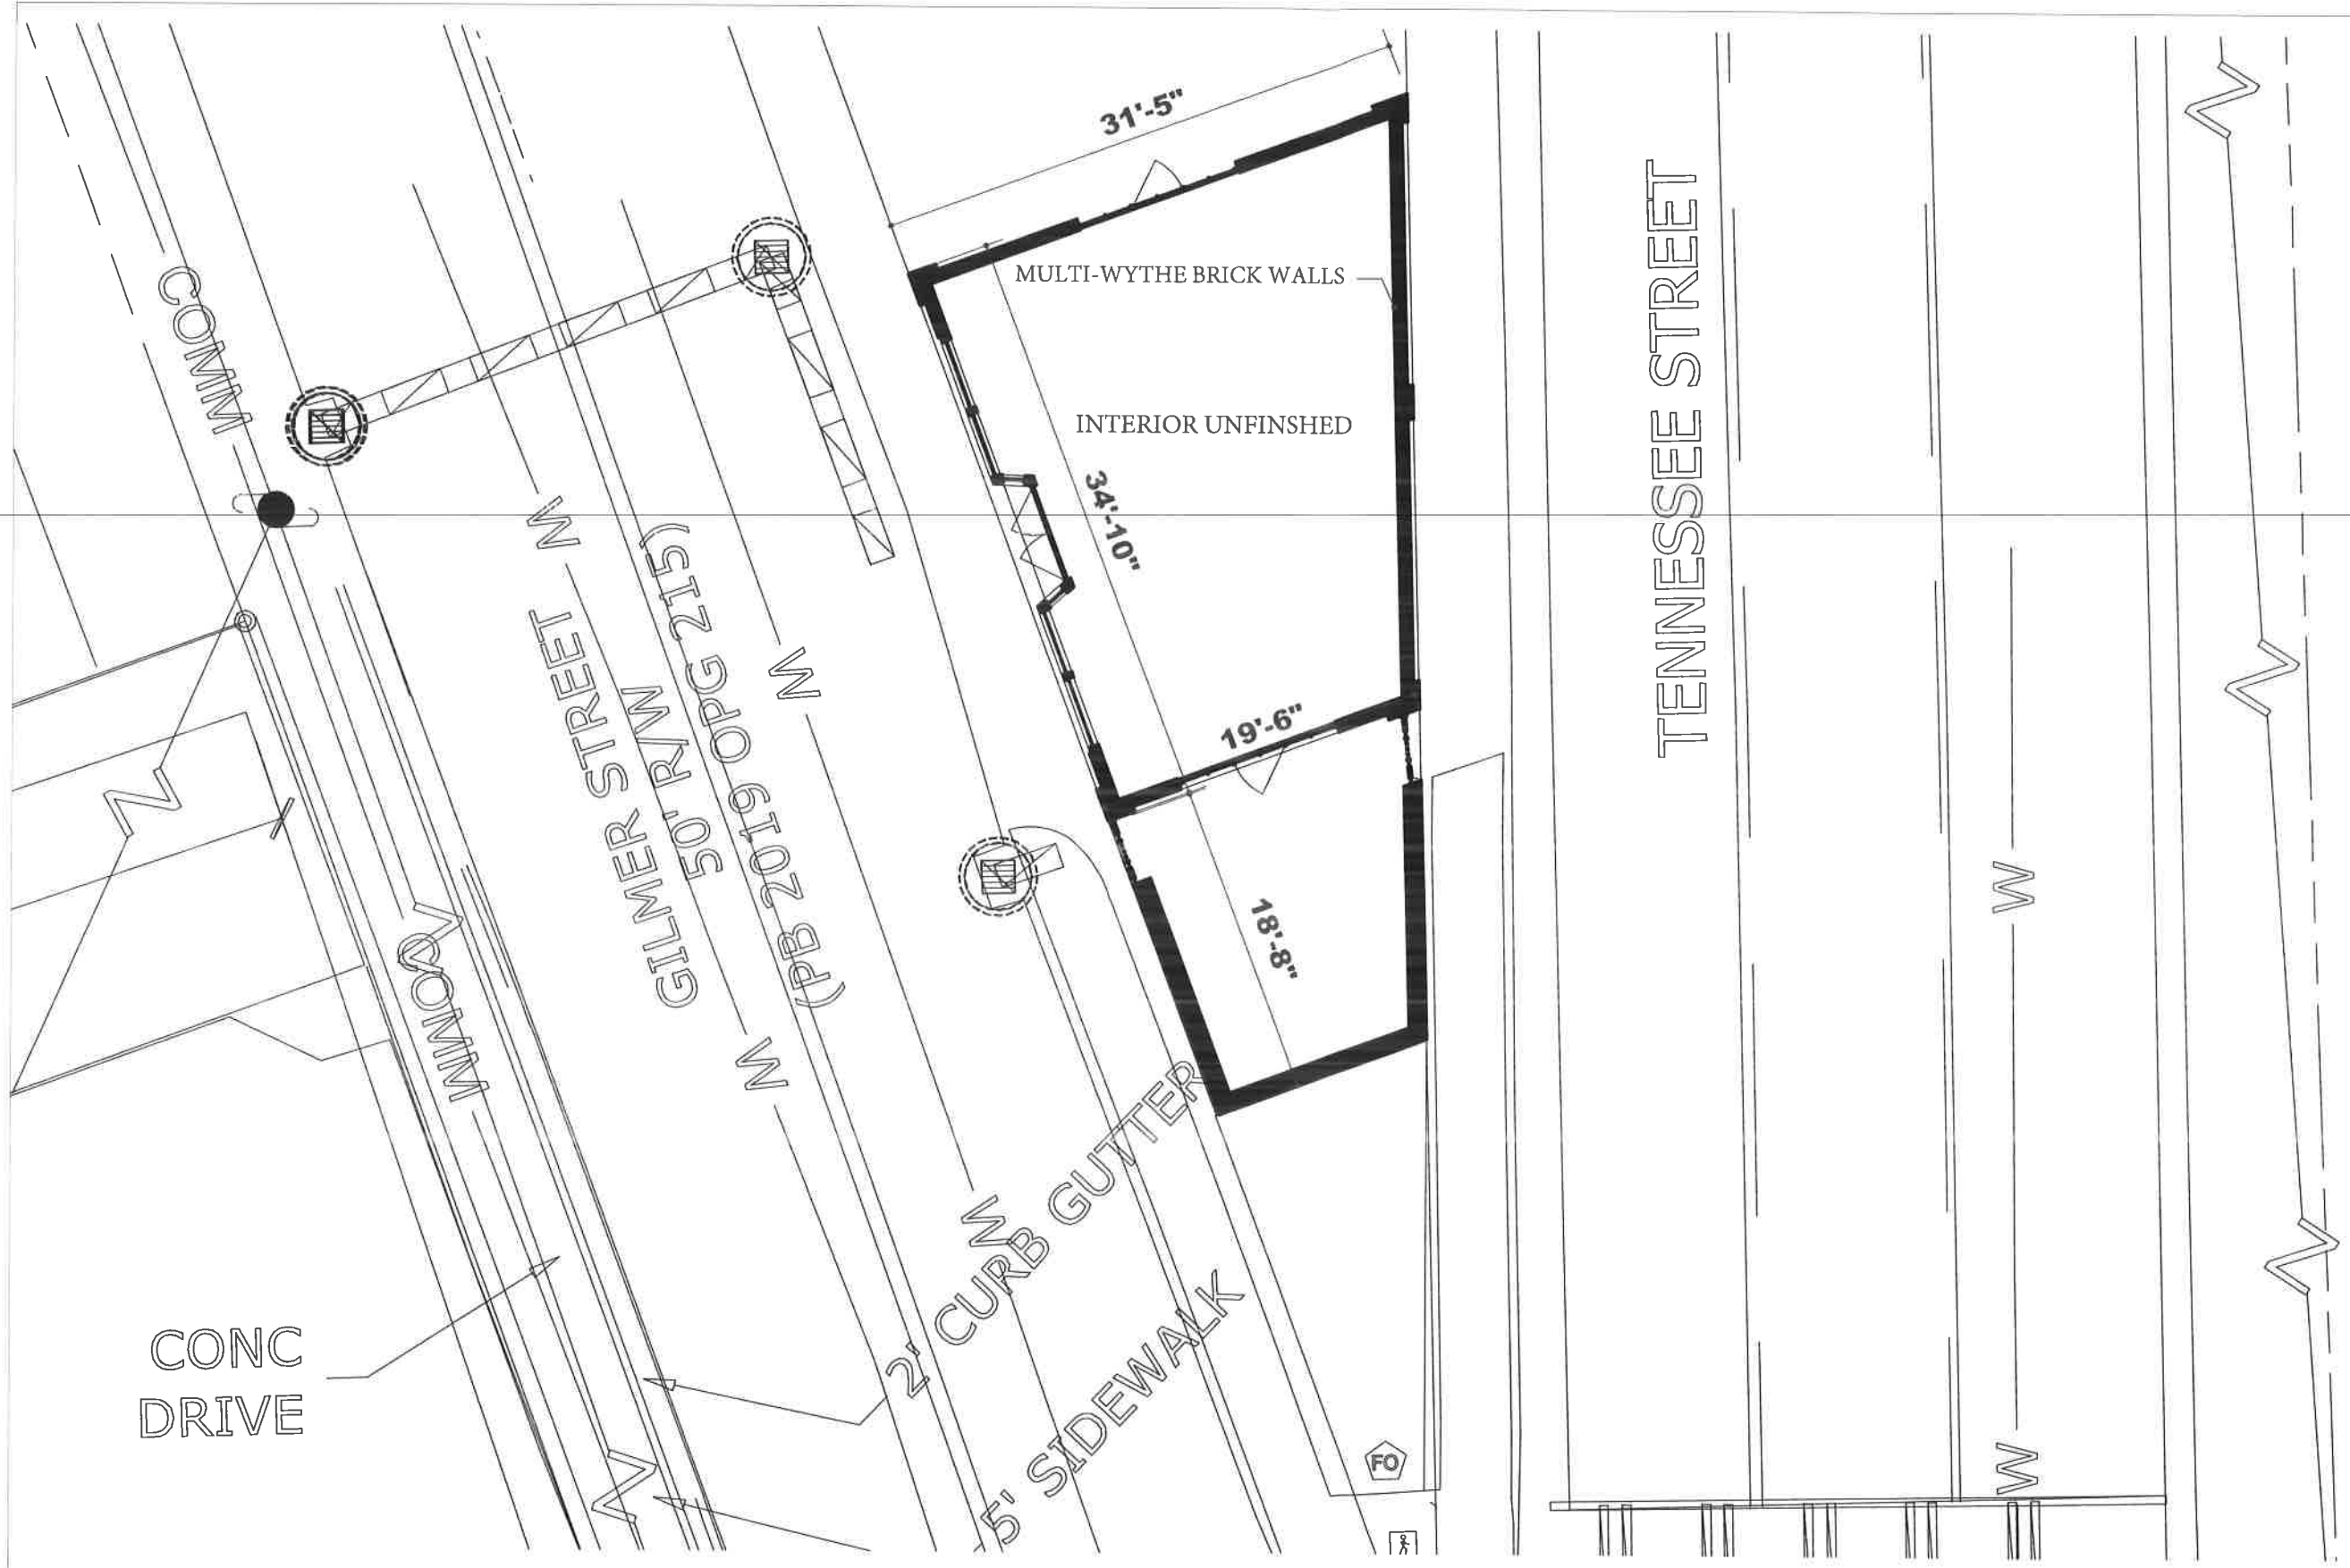 31'-5"
MULTI-WYTHE BRICK WALLS
INTERIOR UNFINSHED
34'-10"
19'-6"
18'-8"
TENNESSEE STREET
COMM
COMM
GILMER STREET
50' R/W
(PB 2019 OPG 215)
W
W
W
W
W
W
W
2' CURB GUTTER
5' SIDEWALK
CONC
DRIVE
FO